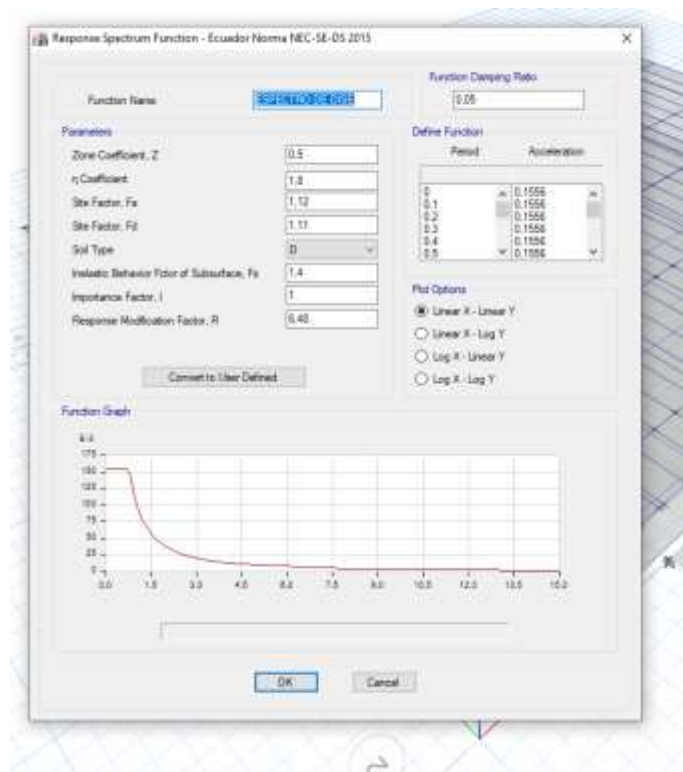 Response Spectrum Function - Ecuador Norma NEC-SE-DS 2015
Function Name
ESPECTRO DE DISE
Function Damping Ratio
0.05
Parameters
Zone Coefficient, Z
0.5
η Coefficient
1.8
Site Factor, Fa
1.12
Site Factor, Fd
1.11
Soil Type
D
Inelastic Behavior Fctor of Subsurface, Fs
1.4
Importance Factor, I
1
Response Modification Factor, R
6.48
Convert to User Defined
Define Function
Period Acceleration
0 0.1556
0.1 0.1556
0.2 0.1556
0.3 0.1556
0.4 0.1556
0.5 0.1556
Plot Options
Linear X - Linear Y
Linear X - Log Y
Log X - Linear Y
Log X - Log Y
Function Graph
175
150
125
100
75
50
25
0
0.0 1.5 3.0 4.5 6.0 7.5 9.0 10.5 12.0 13.5 15.0
OK Cancel